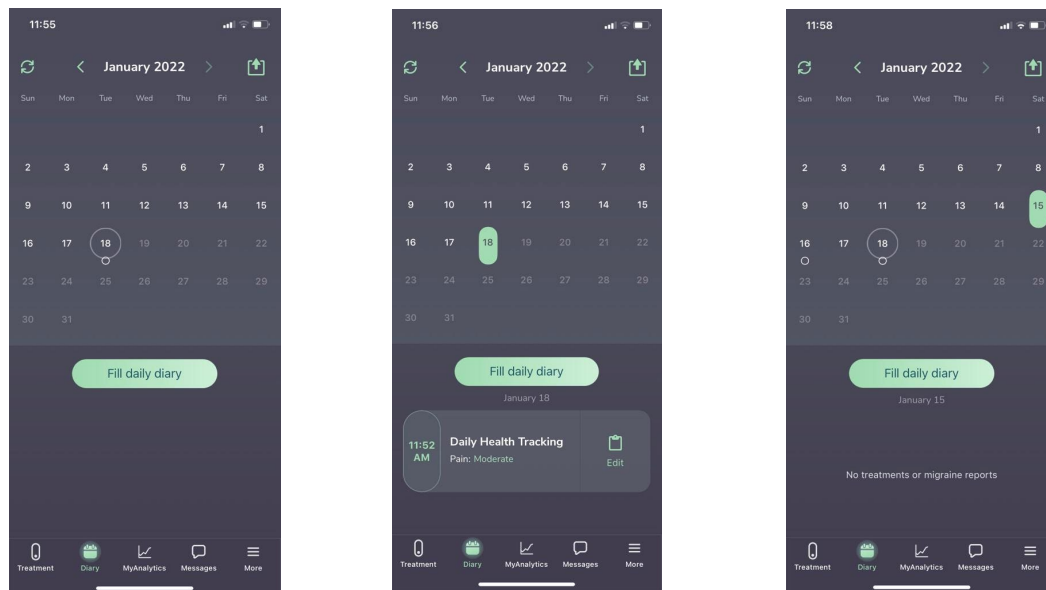 11:55
January 2022
Sun Mon Tue Wed Thu Fri Sat
1
2 3 4 5 6 7 8
9 10 11 12 13 14 15
16 17 18 19 20 21 22
23 24 25 26 27 28 29
30 31
Fill daily diary
Treatment Diary MyAnalytics Messages More
11:56
January 2022
Sun Mon Tue Wed Thu Fri Sat
1
2 3 4 5 6 7 8
9 10 11 12 13 14 15
16 17 18 19 20 21 22
23 24 25 26 27 28 29
30 31
Fill daily diary
January 18
11:52 Daily Health Tracking
AM Pain: Moderate Edit
Treatment Diary MyAnalytics Messages More
11:58
January 2022
Sun Mon Tue Wed Thu Fri Sat
1
2 3 4 5 6 7 8
9 10 11 12 13 14 15
16 17 18 19 20 21 22
23 24 25 26 27 28 29
30 31
Fill daily diary
January 15
No treatments or migraine reports
Treatment Diary MyAnalytics Messages More